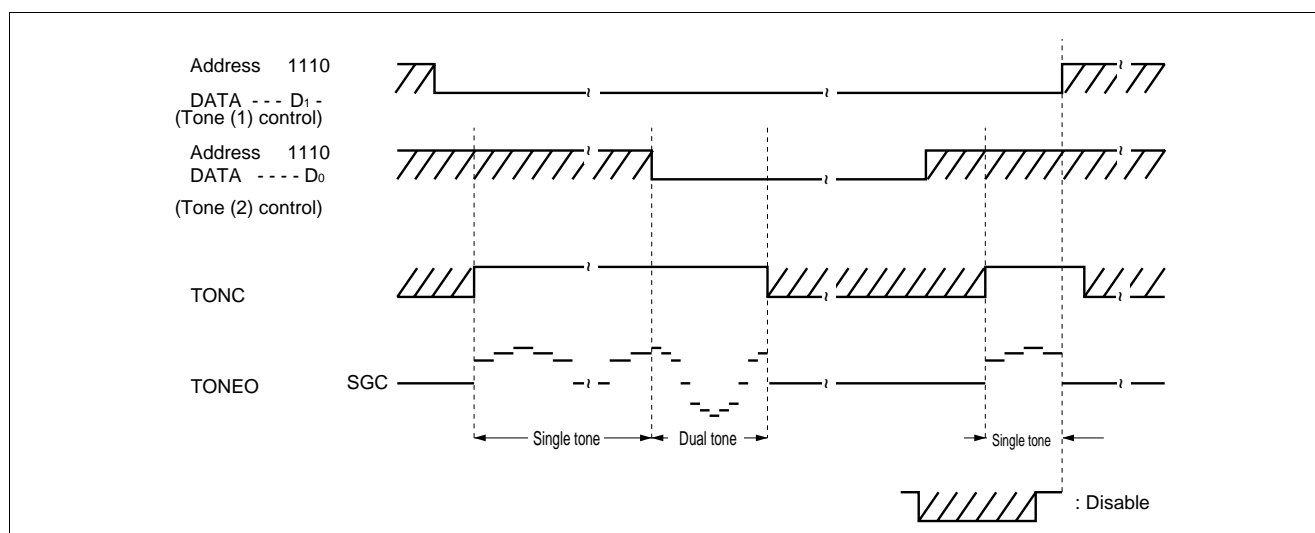 Address 1110
DATA - - - D1 -
(Tone (1) control)
Address 1110
DATA - - - - D0
(Tone (2) control)
TONC
TONEO SGC
Single tone Dual tone Single tone
: Disable